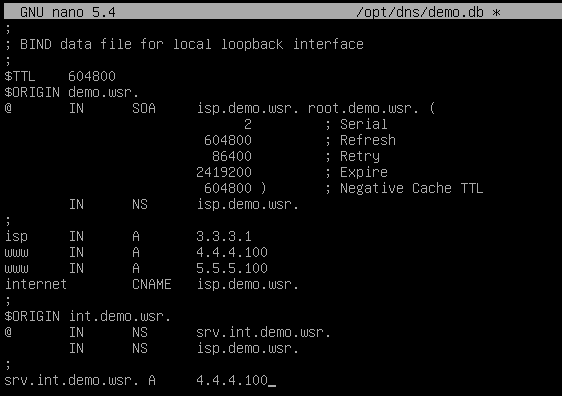 GNU nano 5.4 /opt/dns/demo.db *
;
; BIND data file for local loopback interface
;
$TTL 604800
$ORIGIN demo.wsr.
@ IN SOA isp.demo.wsr. root.demo.wsr. (
2 ; Serial
604800 ; Refresh
86400 ; Retry
2419200 ; Expire
604800 ) ; Negative Cache TTL
IN NS isp.demo.wsr.
;
isp IN A 3.3.3.1
www IN A 4.4.4.100
www IN A 5.5.5.100
internet CNAME isp.demo.wsr.
;
$ORIGIN int.demo.wsr.
@ IN NS srv.int.demo.wsr.
IN NS isp.demo.wsr.
;
srv.int.demo.wsr. A 4.4.4.100_